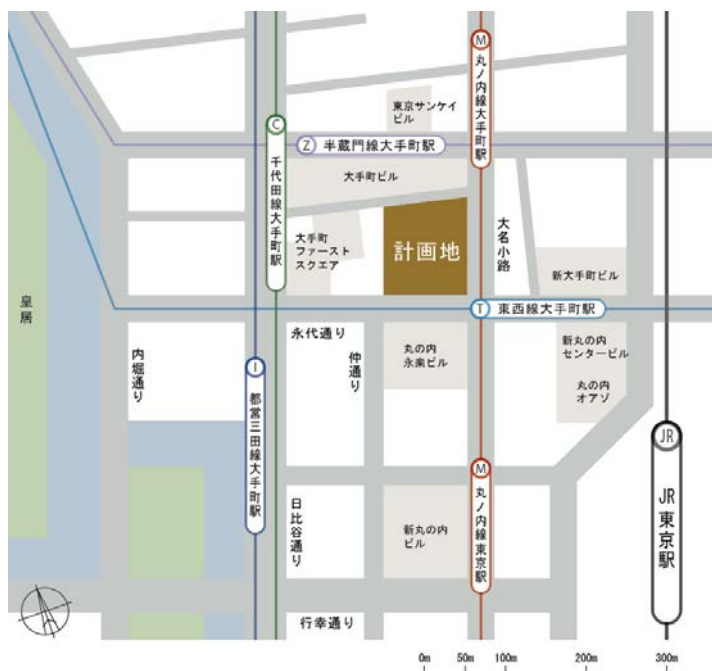 M
丸ノ内線大手町駅
東京サンケイ
ビル
C
千代田線大手町駅
Z
半蔵門線大手町駅
大手町ビル
大手町
ファースト
スクエア
計画地
大名小路
新大手町ビル
皇居
T
東西線大手町駅
永代通り
内堀通り
仲通り
丸の内
永楽ビル
新丸の内
センタービル
丸の内
オアゾ
I
都営三田線大手町駅
JR
JR東京駅
M
丸ノ内線東京駅
日比谷通り
新丸の内
ビル
行幸通り
0m 50m 100m 200m 300m